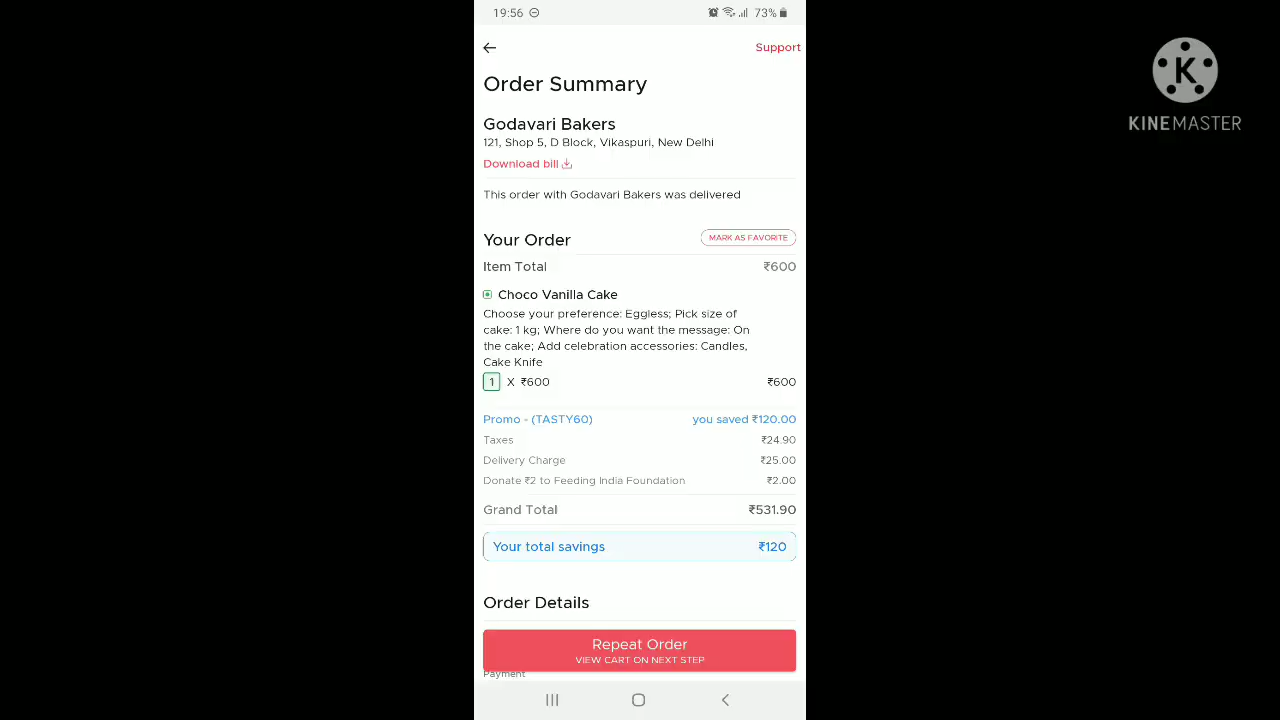 19:56
73%
Support
Order Summary
Godavari Bakers
121, Shop 5, D Block, Vikaspuri, New Delhi
Download bill
This order with Godavari Bakers was delivered
Your Order
MARK AS FAVORITE
Item Total ₹600
Choco Vanilla Cake
Choose your preference: Eggless; Pick size of
cake: 1 kg; Where do you want the message: On
the cake; Add celebration accessories: Candles,
Cake Knife
1 X ₹600 ₹600
Promo - (TASTY60) you saved ₹120.00
Taxes ₹24.90
Delivery Charge ₹25.00
Donate ₹2 to Feeding India Foundation ₹2.00
Grand Total ₹531.90
Your total savings ₹120
Order Details
Repeat Order
VIEW CART ON NEXT STEP
Payment
K
KINEMASTER